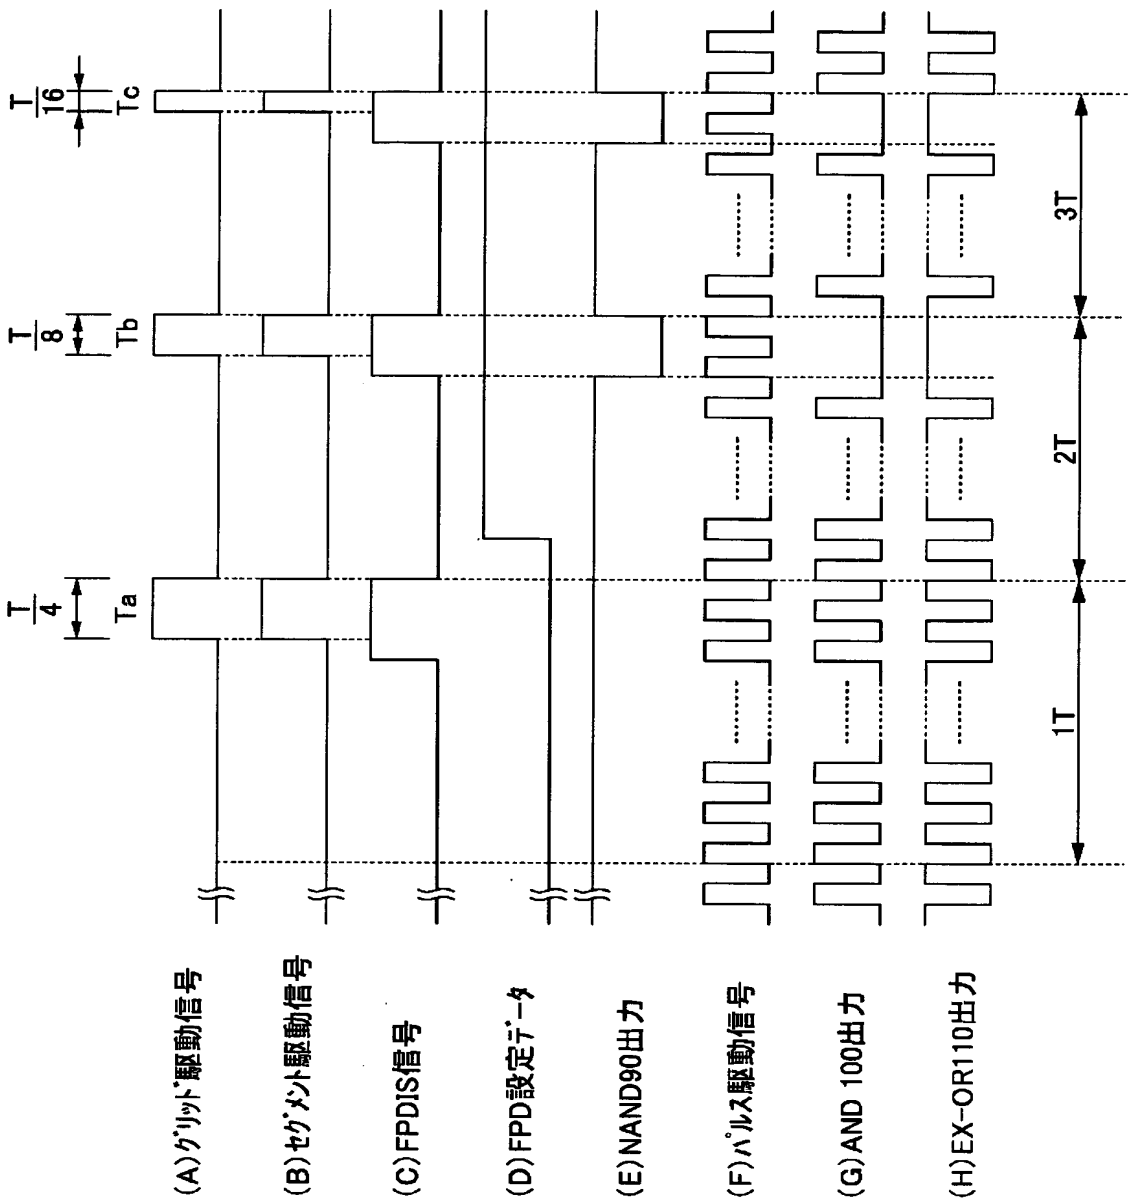 (A)ｸﾞﾘｯﾄﾞ駆動信号
T
4
Ta
T
8
Tb
T
16
Tc
(B)ｾｸﾞﾒﾝﾄ駆動信号
(C)FPDIS信号
(D)FPD設定ﾃﾞｰﾀ
(E)NAND90出力
(F)ﾊﾟﾙｽ駆動信号
(G)AND 100出力
(H)EX-OR110出力
1T
2T
3T